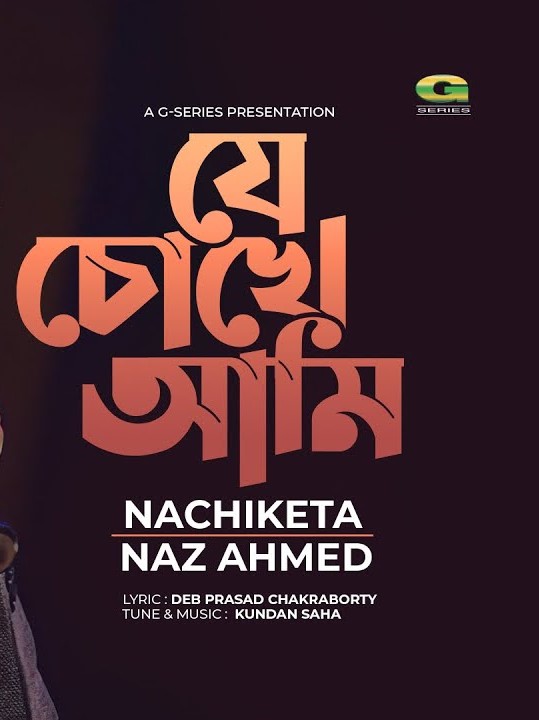 A G-SERIES PRESENTATION
G
SERIES
যে
চোখে
আমি
NACHIKETA
NAZ AHMED
LYRIC : DEB PRASAD CHAKRABORTY
TUNE & MUSIC : KUNDAN SAHA